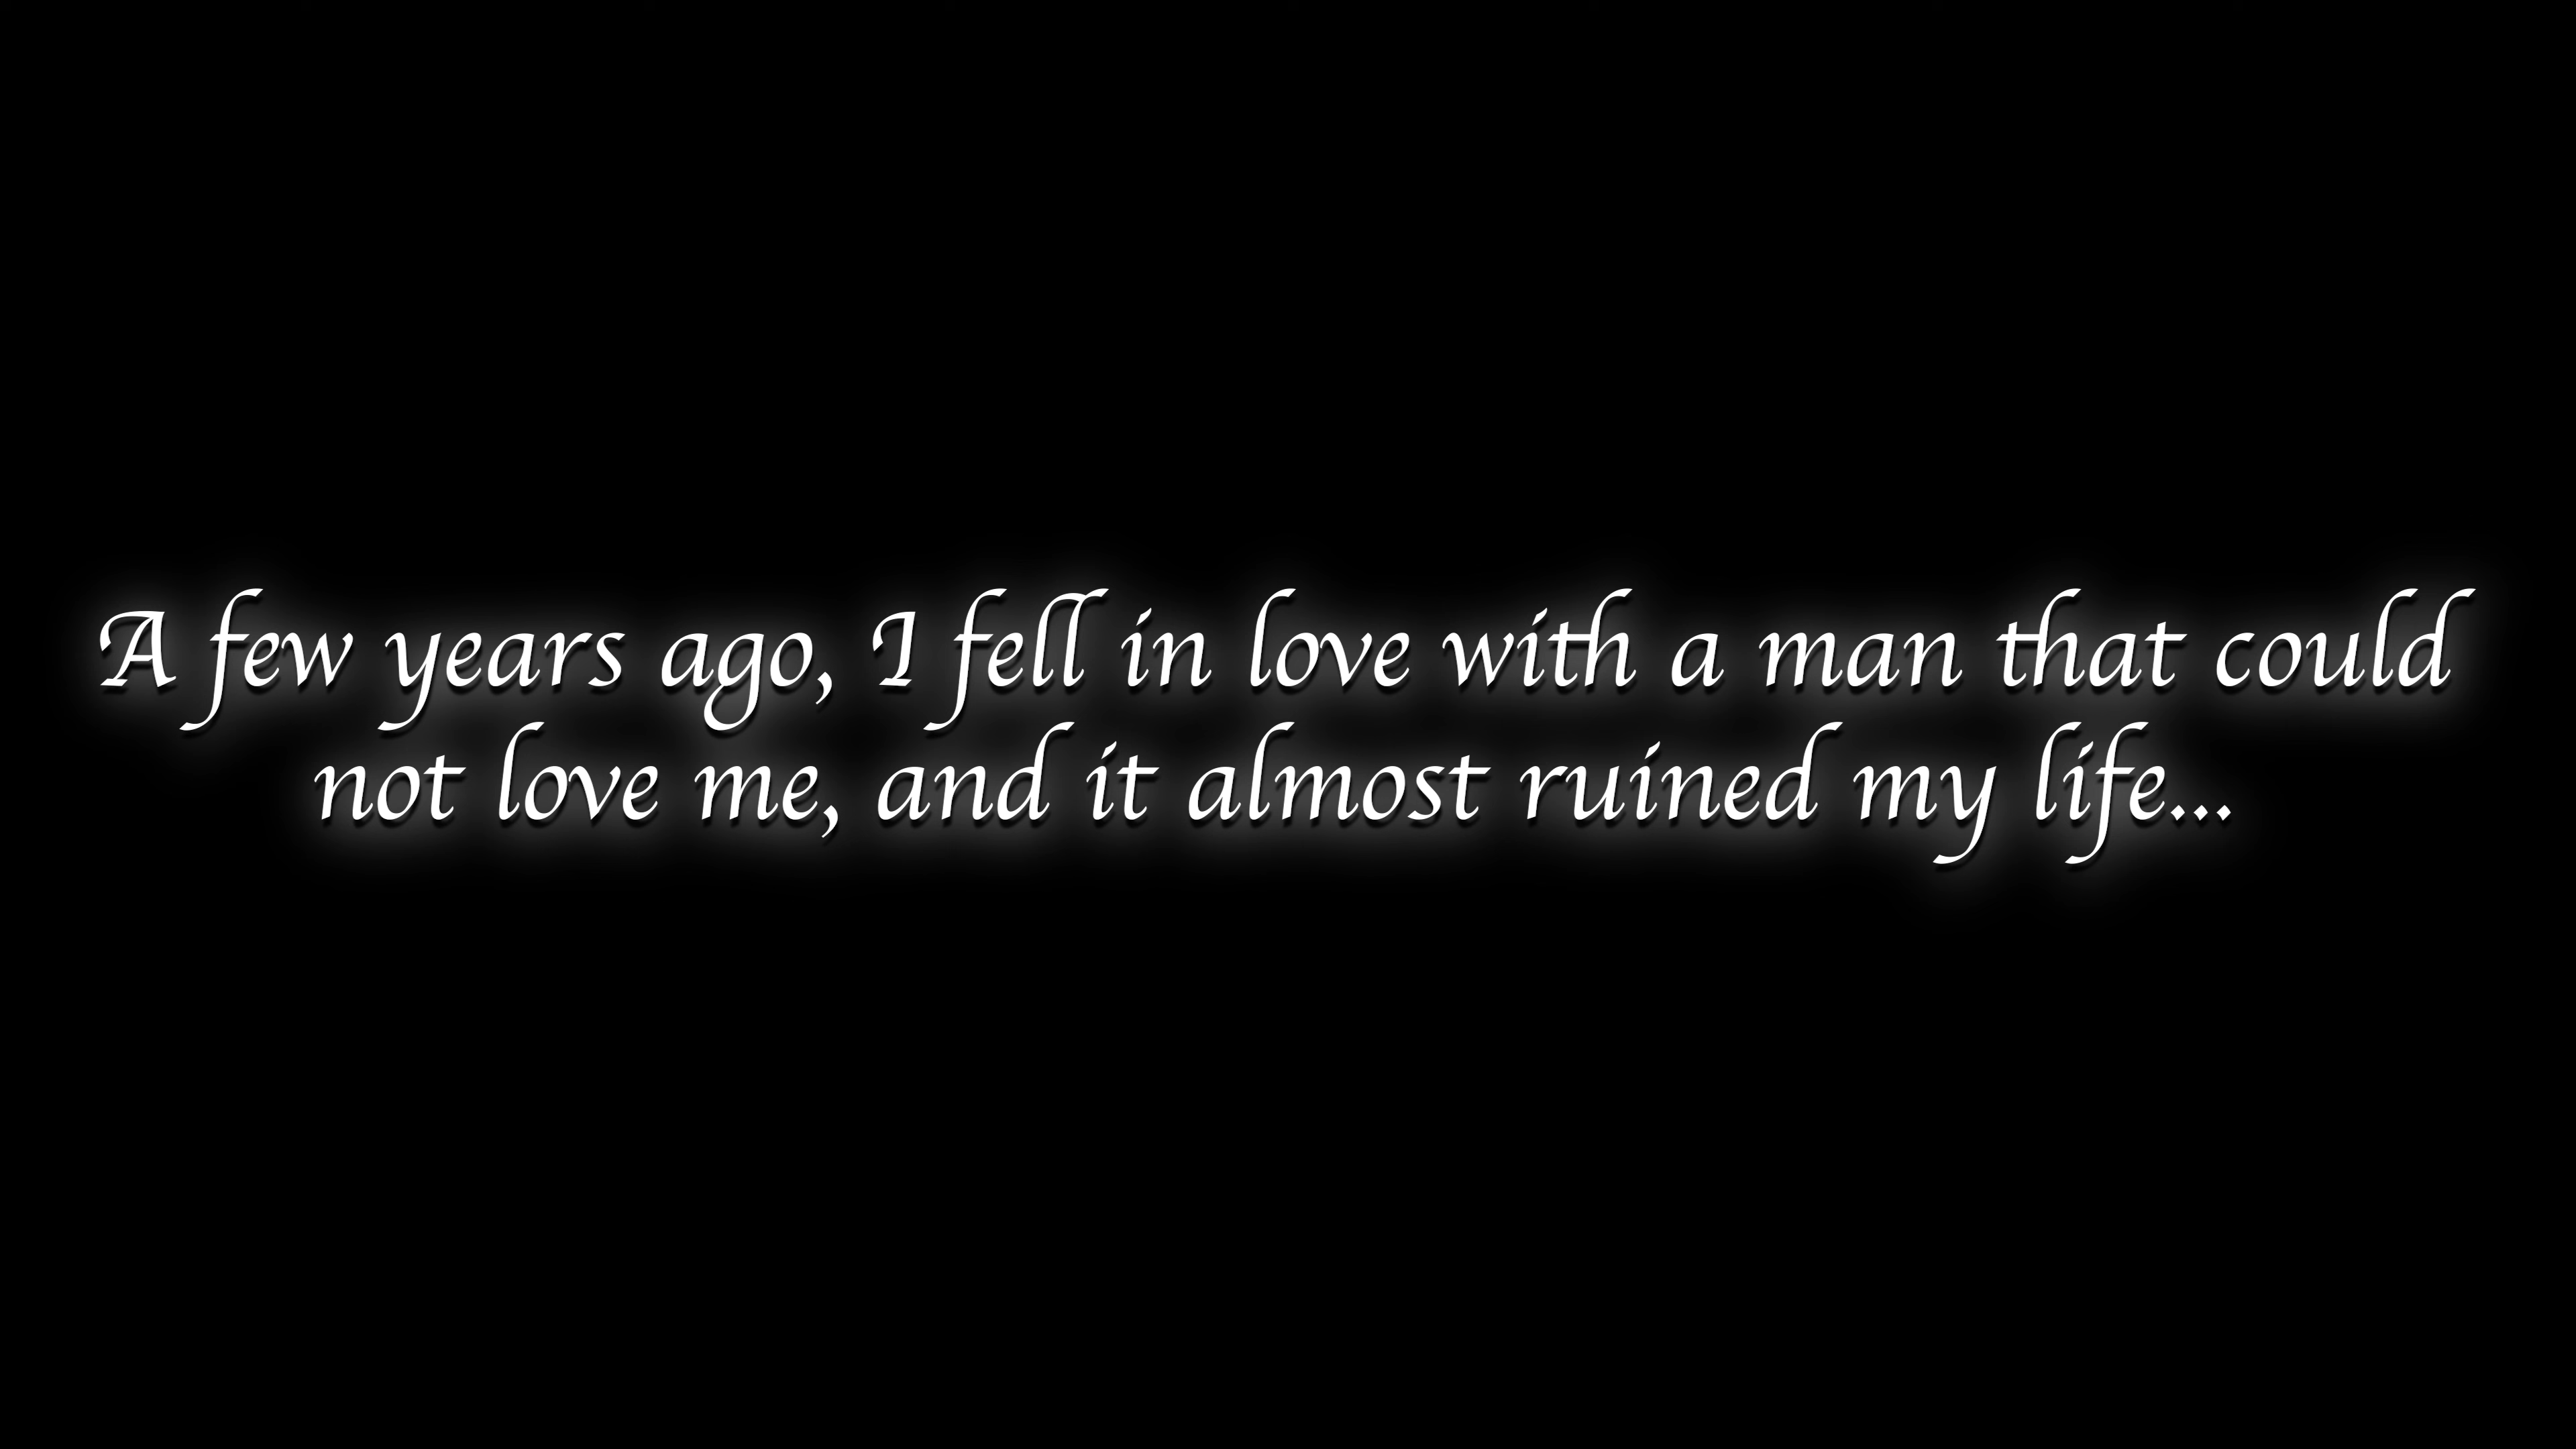 A few years ago, I fell in love with a man that could
not love me, and it almost ruined my life...